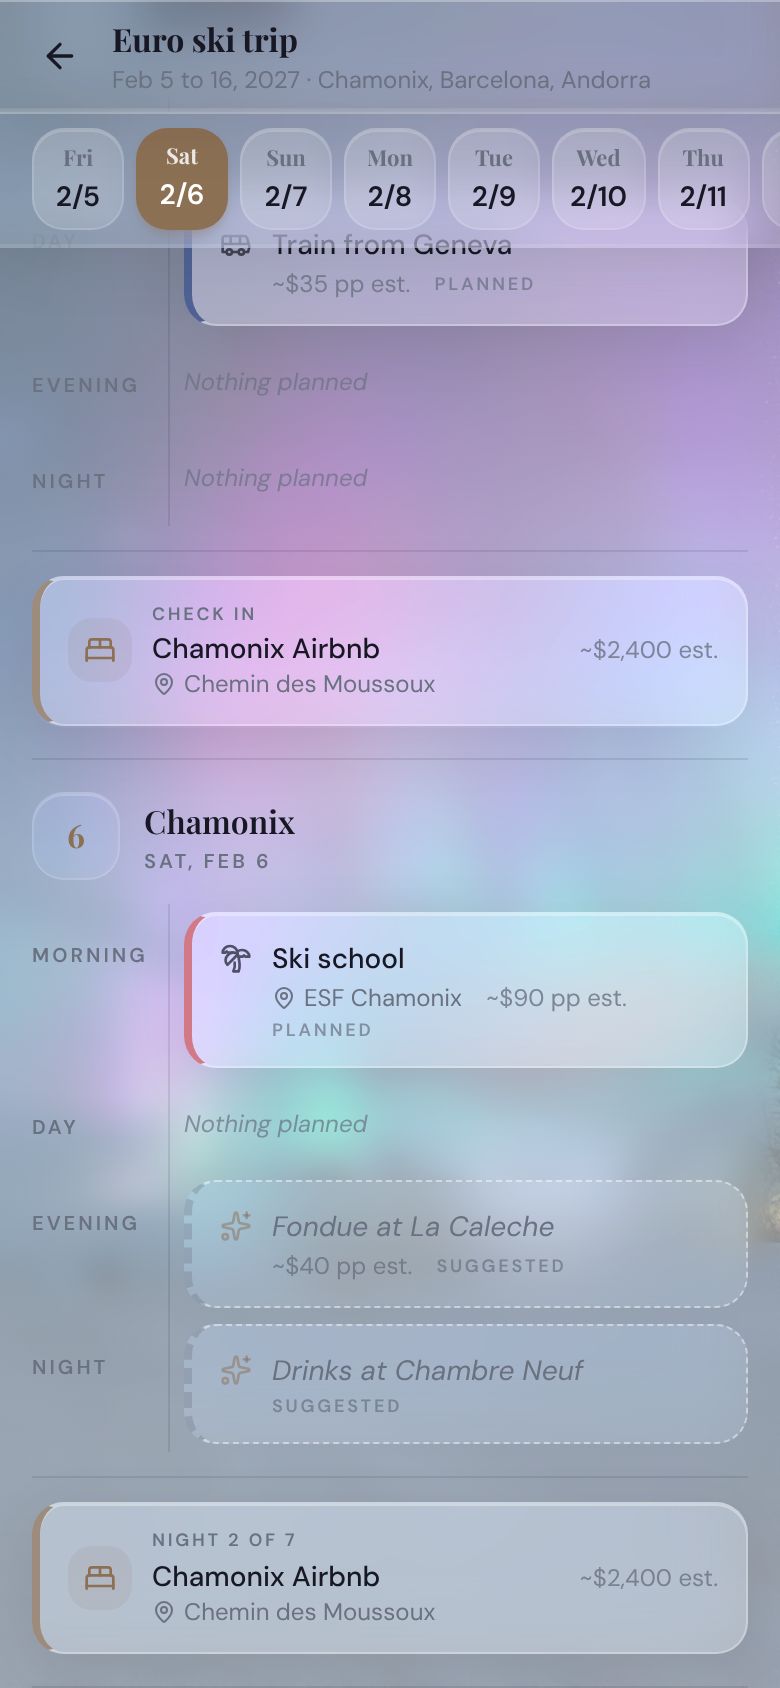 Euro ski trip
Feb 5 to 16, 2027 · Chamonix, Barcelona, Andorra
Fri
2/5
Sat
2/6
Sun
2/7
Mon
2/8
Tue
2/9
Wed
2/10
Thu
2/11
DAY
Train from Geneva
~$35 pp est. PLANNED
EVENING
Nothing planned
NIGHT
Nothing planned
CHECK IN
Chamonix Airbnb
~$2,400 est.
Chemin des Moussoux
6
Chamonix
SAT, FEB 6
MORNING
Ski school
ESF Chamonix ~$90 pp est.
PLANNED
DAY
Nothing planned
EVENING
Fondue at La Caleche
~$40 pp est. SUGGESTED
NIGHT
Drinks at Chambre Neuf
SUGGESTED
NIGHT 2 OF 7
Chamonix Airbnb
~$2,400 est.
Chemin des Moussoux